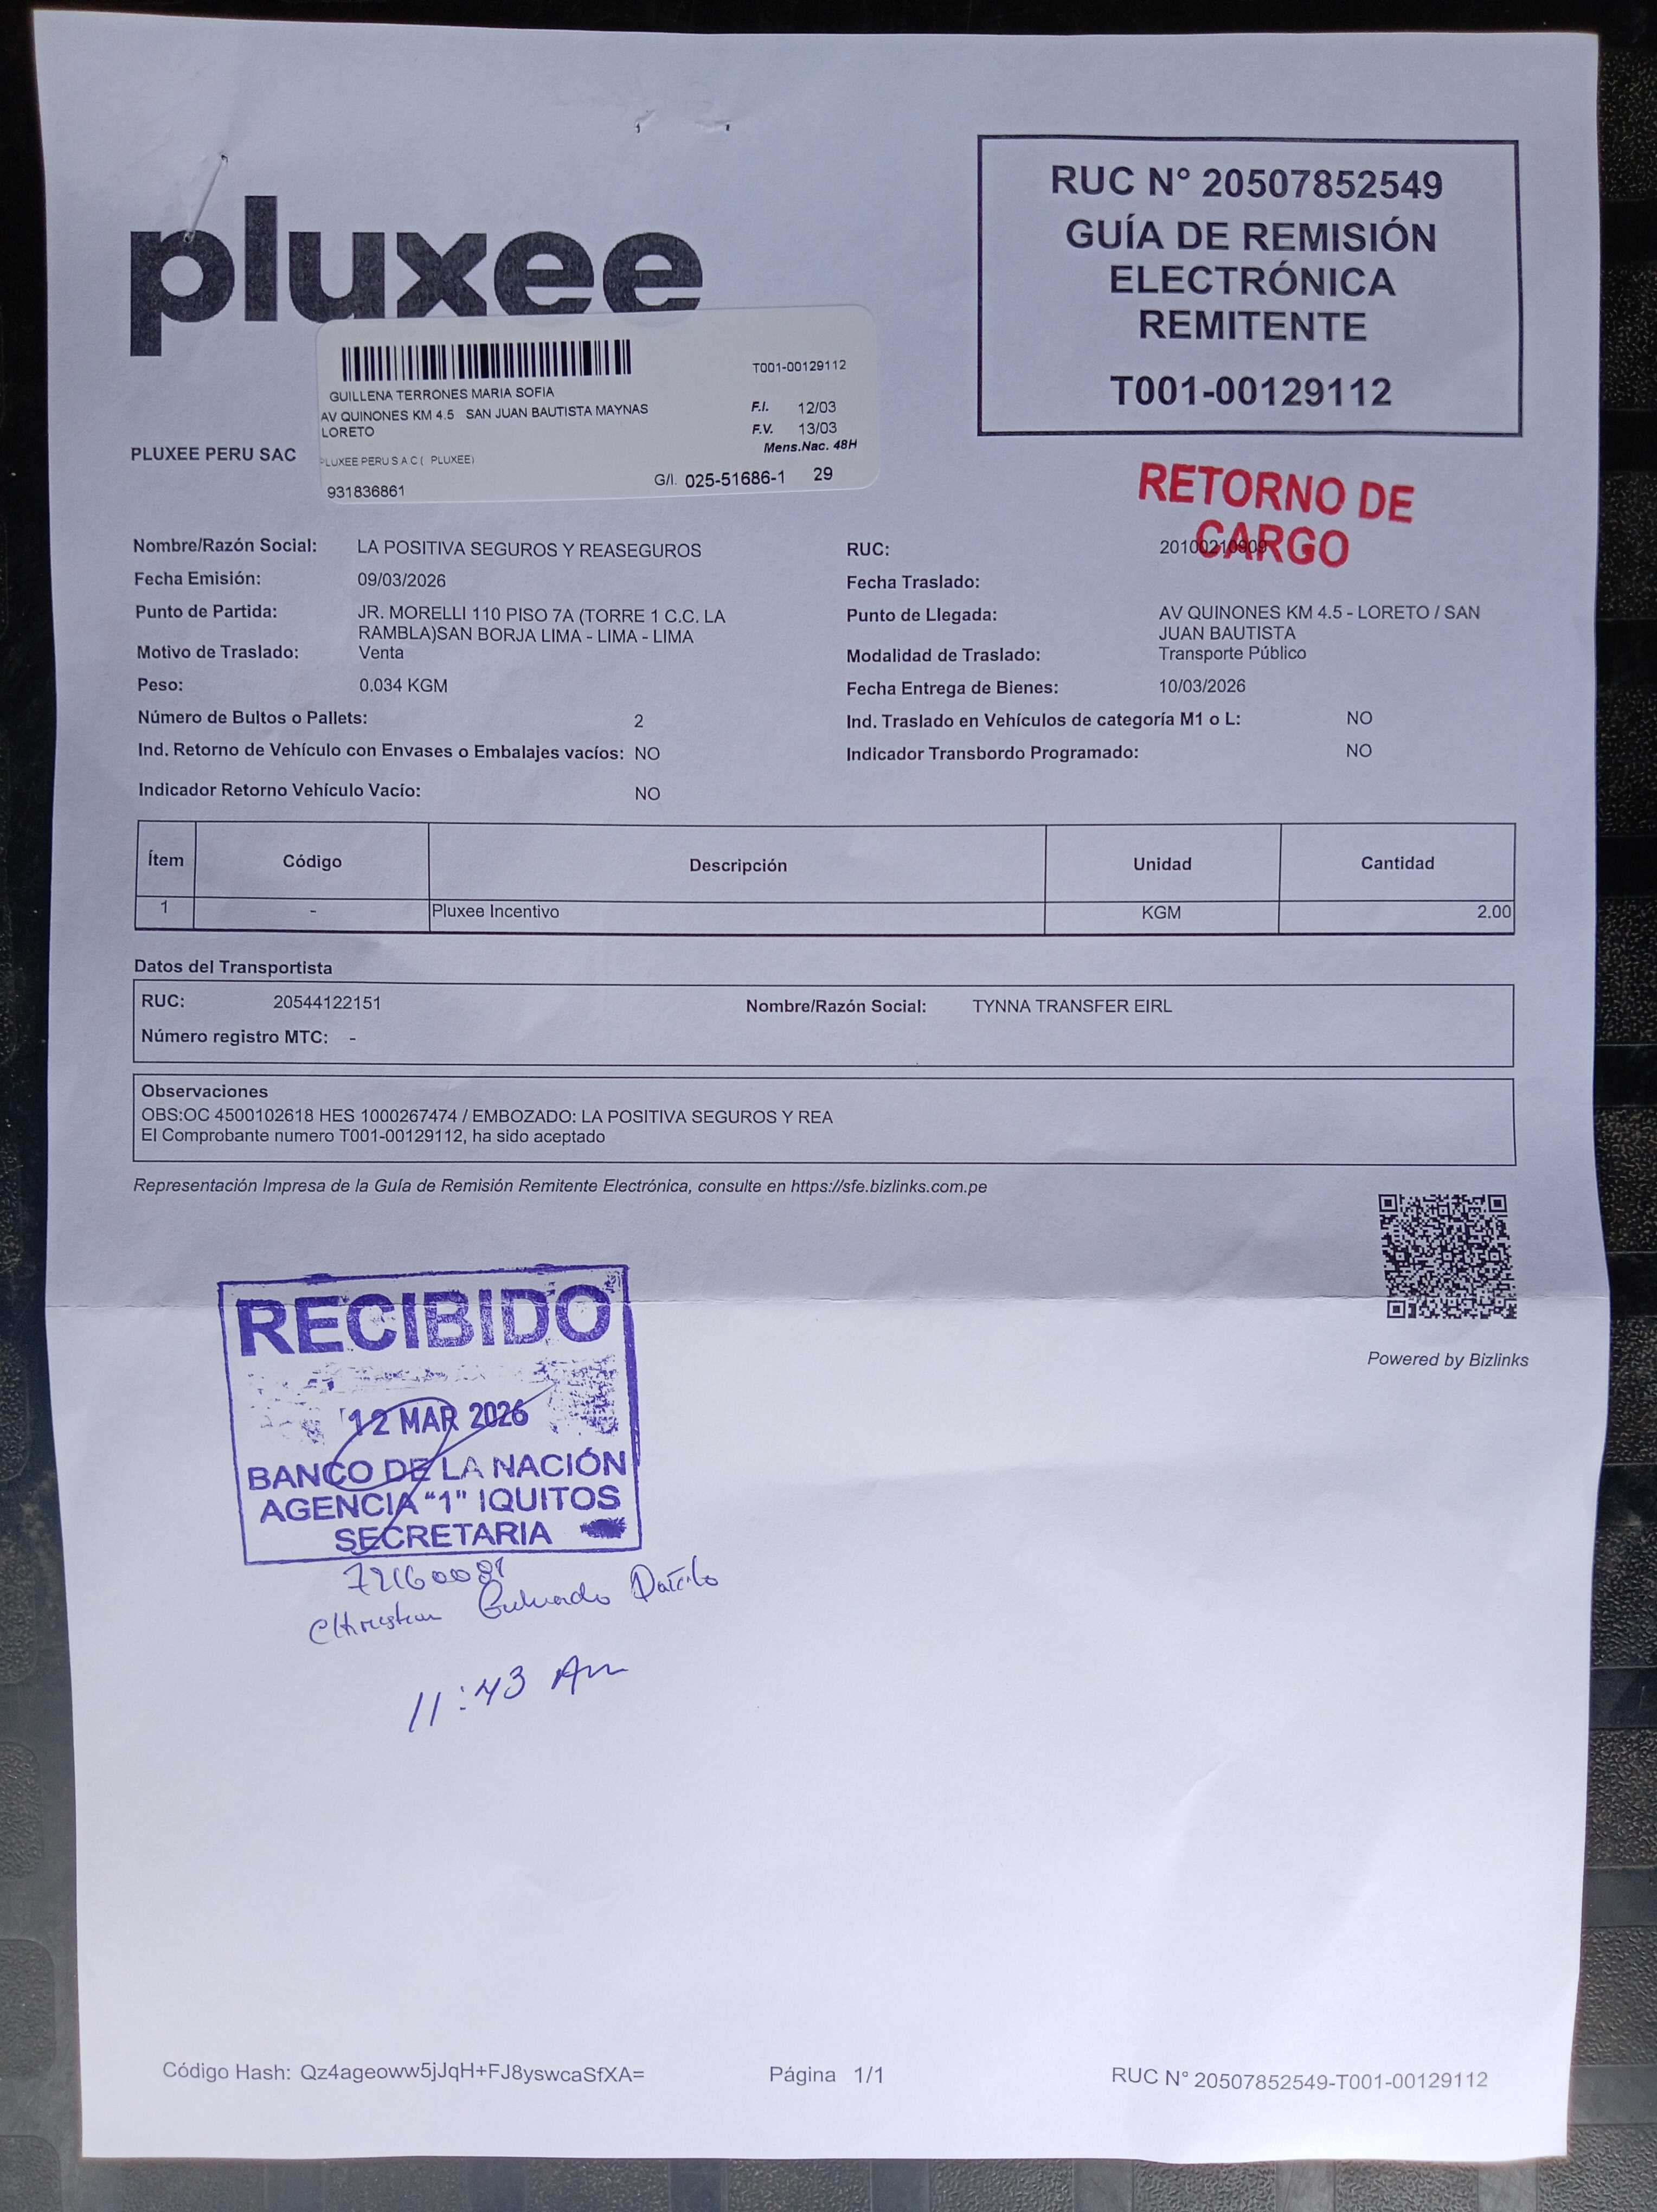 pluxee
RUC N° 20507852549
GUÍA DE REMISIÓN
ELECTRÓNICA
REMITENTE
T001-00129112
T001-00129112
GUILLENA TERRONES MARIA SOFIA
AV QUINONES KM 4.5 SAN JUAN BAUTISTA MAYNAS
LORETO
F.I. 12/03
F.V. 13/03
Mens.Nac. 48H
PLUXEE PERU S A C ( PLUXEE)
G/I. 025-51686-1 29
931836861
PLUXEE PERU SAC
RETORNO DE
CARGO
Nombre/Razón Social: LA POSITIVA SEGUROS Y REASEGUROS
RUC: 20100210909
Fecha Emisión: 09/03/2026
Fecha Traslado:
Punto de Partida: JR. MORELLI 110 PISO 7A (TORRE 1 C.C. LA
RAMBLA)SAN BORJA LIMA - LIMA - LIMA
Punto de Llegada: AV QUINONES KM 4.5 - LORETO / SAN
JUAN BAUTISTA
Motivo de Traslado: Venta
Modalidad de Traslado: Transporte Público
Peso: 0.034 KGM
Fecha Entrega de Bienes: 10/03/2026
Número de Bultos o Pallets: 2
Ind. Traslado en Vehículos de categoría M1 o L: NO
Ind. Retorno de Vehículo con Envases o Embalajes vacíos: NO
Indicador Transbordo Programado: NO
Indicador Retorno Vehículo Vacío: NO
Ítem Código Descripción Unidad Cantidad
1 - Pluxee Incentivo KGM 2.00
Datos del Transportista
RUC: 20544122151 Nombre/Razón Social: TYNNA TRANSFER EIRL
Número registro MTC: -
Observaciones
OBS:OC 4500102618 HES 1000267474 / EMBOZADO: LA POSITIVA SEGUROS Y REA
El Comprobante numero T001-00129112, ha sido aceptado
Representación Impresa de la Guía de Remisión Remitente Electrónica, consulte en https://sfe.bizlinks.com.pe
Powered by Bizlinks
RECIBIDO
12 MAR 2026
BANCO DE LA NACIÓN
AGENCIA "1" IQUITOS
SECRETARIA
72160081
Christian
11:43 Am
Código Hash: Qz4ageoww5jJqH+FJ8yswcaSfXA=
Página 1/1
RUC N° 20507852549-T001-00129112